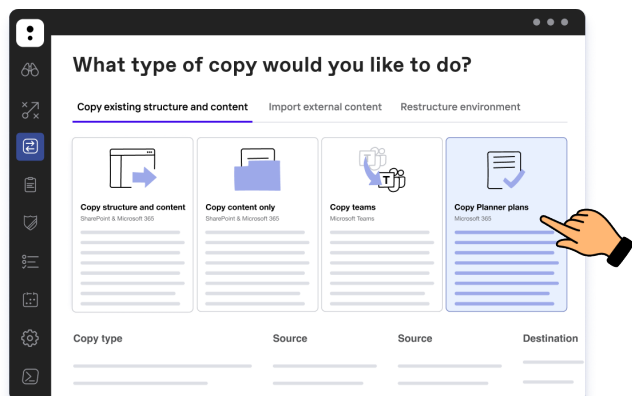 What type of copy would you like to do?
Copy existing structure and content
Import external content
Restructure environment
Copy structure and content
SharePoint & Microsoft 365
Copy content only
SharePoint & Microsoft 365
T
Copy teams
Microsoft Teams
Copy Planner plans
Microsoft 365
Copy type
Source
Source
Destination